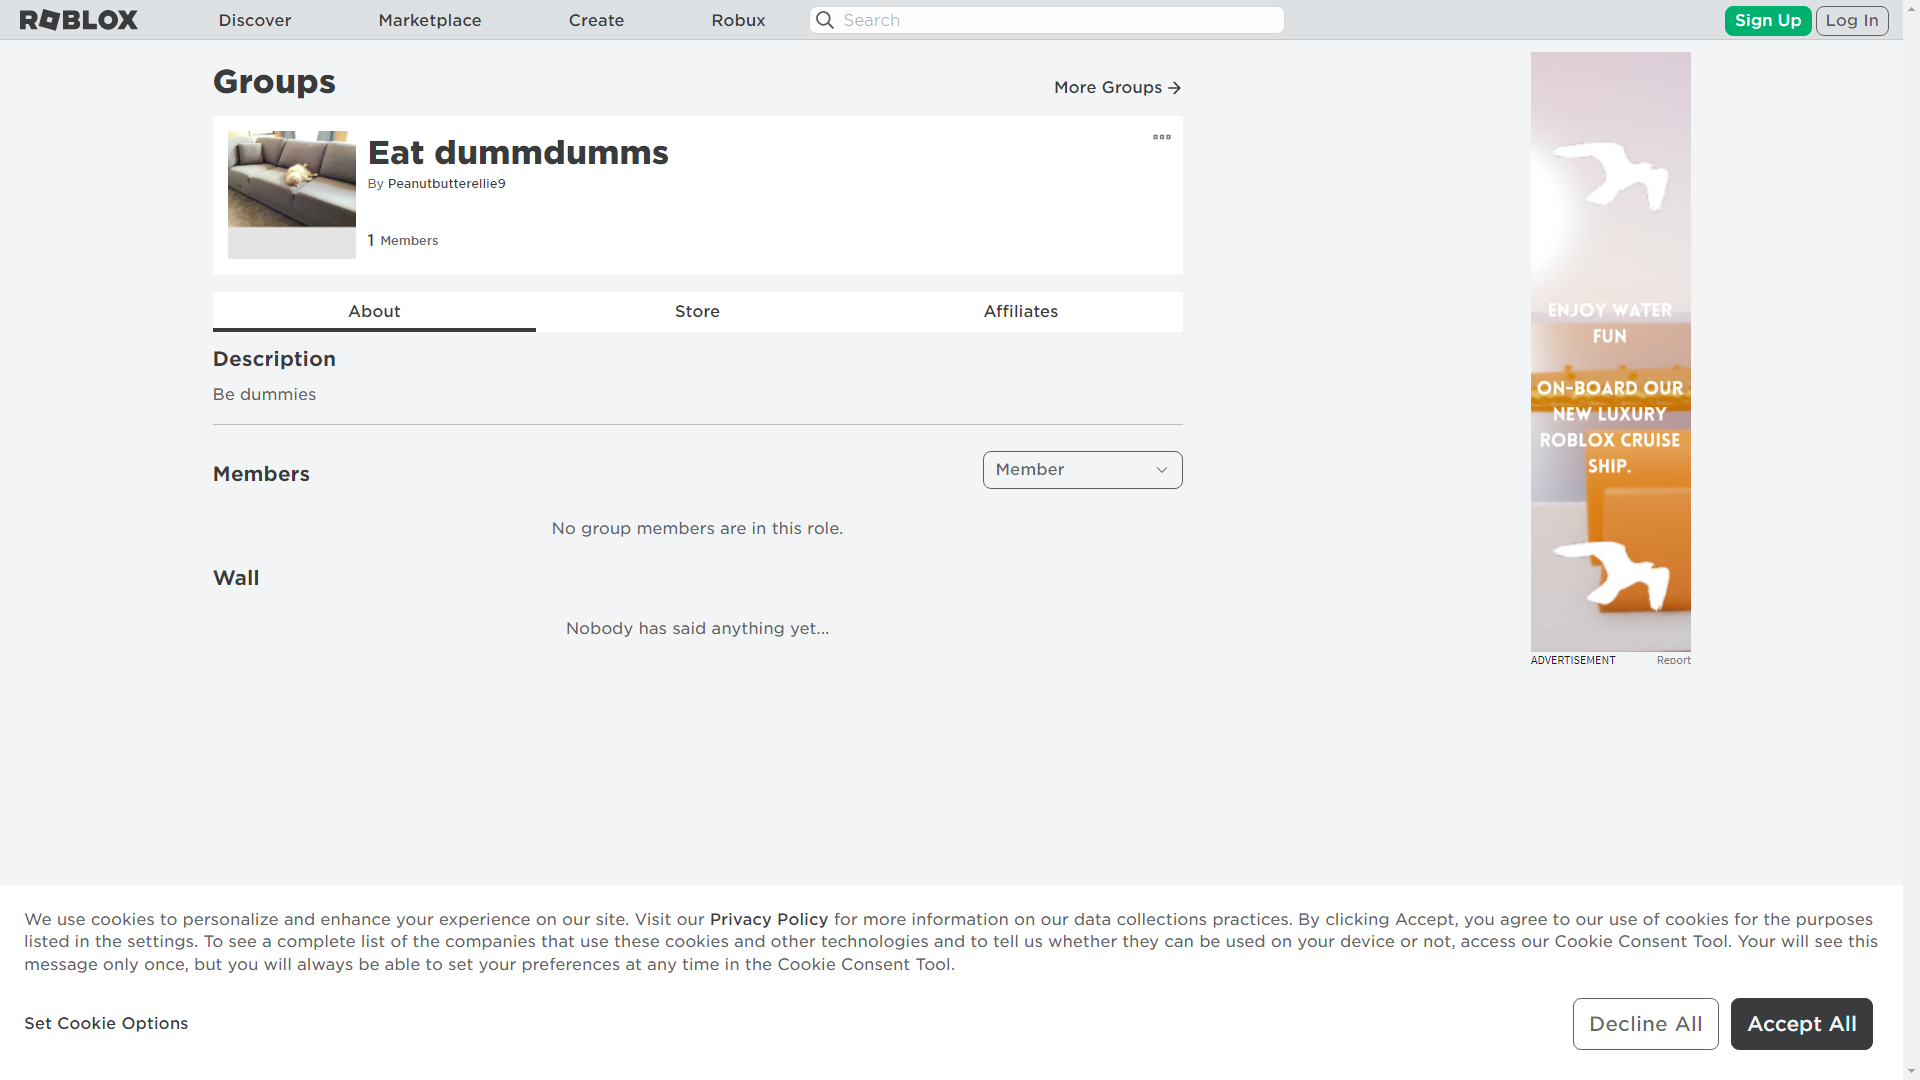 ROBLOX
Discover
Marketplace
Create
Robux
Search
Sign Up
Log In
Groups
More Groups
Eat dummdumms
By Peanutbutterellie9
1 Members
About
Store
Affiliates
Description
Be dummies
Members
Member
No group members are in this role.
Wall
Nobody has said anything yet...
ENJOY WATER
FUN
ON-BOARD OUR
NEW LUXURY
ROBLOX CRUISE
SHIP.
ADVERTISEMENT
Report
We use cookies to personalize and enhance your experience on our site. Visit our Privacy Policy for more information on our data collections practices. By clicking Accept, you agree to our use of cookies for the purposes
listed in the settings. To see a complete list of the companies that use these cookies and other technologies and to tell us whether they can be used on your device or not, access our Cookie Consent Tool. Your will see this
message only once, but you will always be able to set your preferences at any time in the Cookie Consent Tool.
Set Cookie Options
Decline All
Accept All